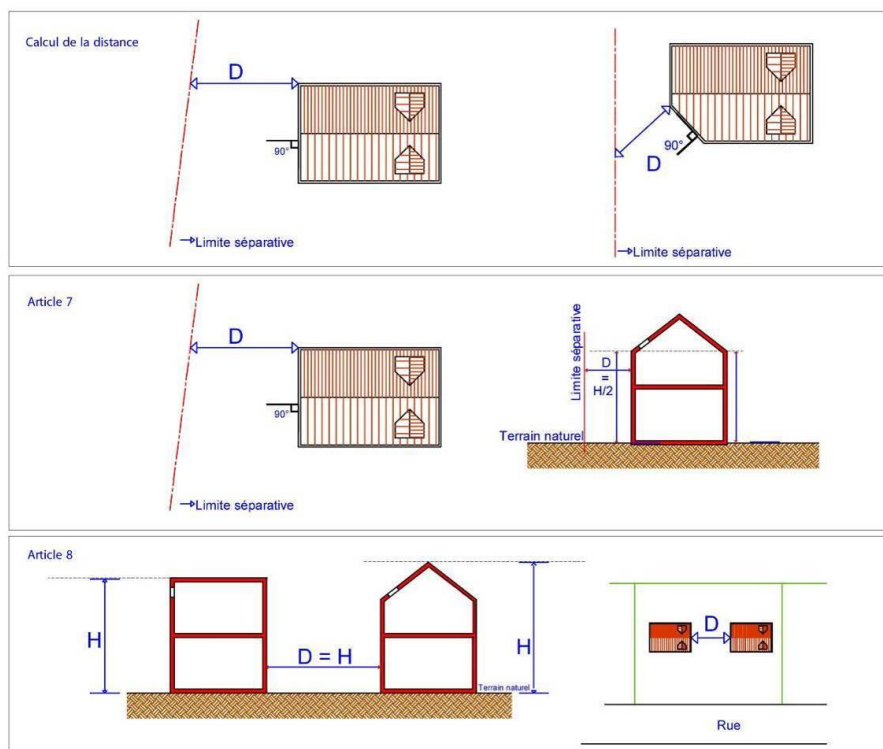 Calcul de la distance
D
90°
Limite séparative
D
90°
Limite séparative
Article 7
D
90°
Limite séparative
Limite séparative
D
=
H/2
Terrain naturel
Article 8
H
D = H
H
Terrain naturel
D
Rue